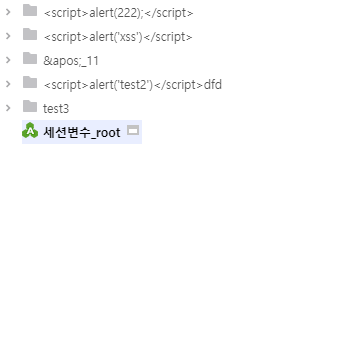 <script>alert(222);</script>
<script>alert('xss')</script>
&apos;_11
<script>alert('test2')</script>dfd
test3
세션변수_root